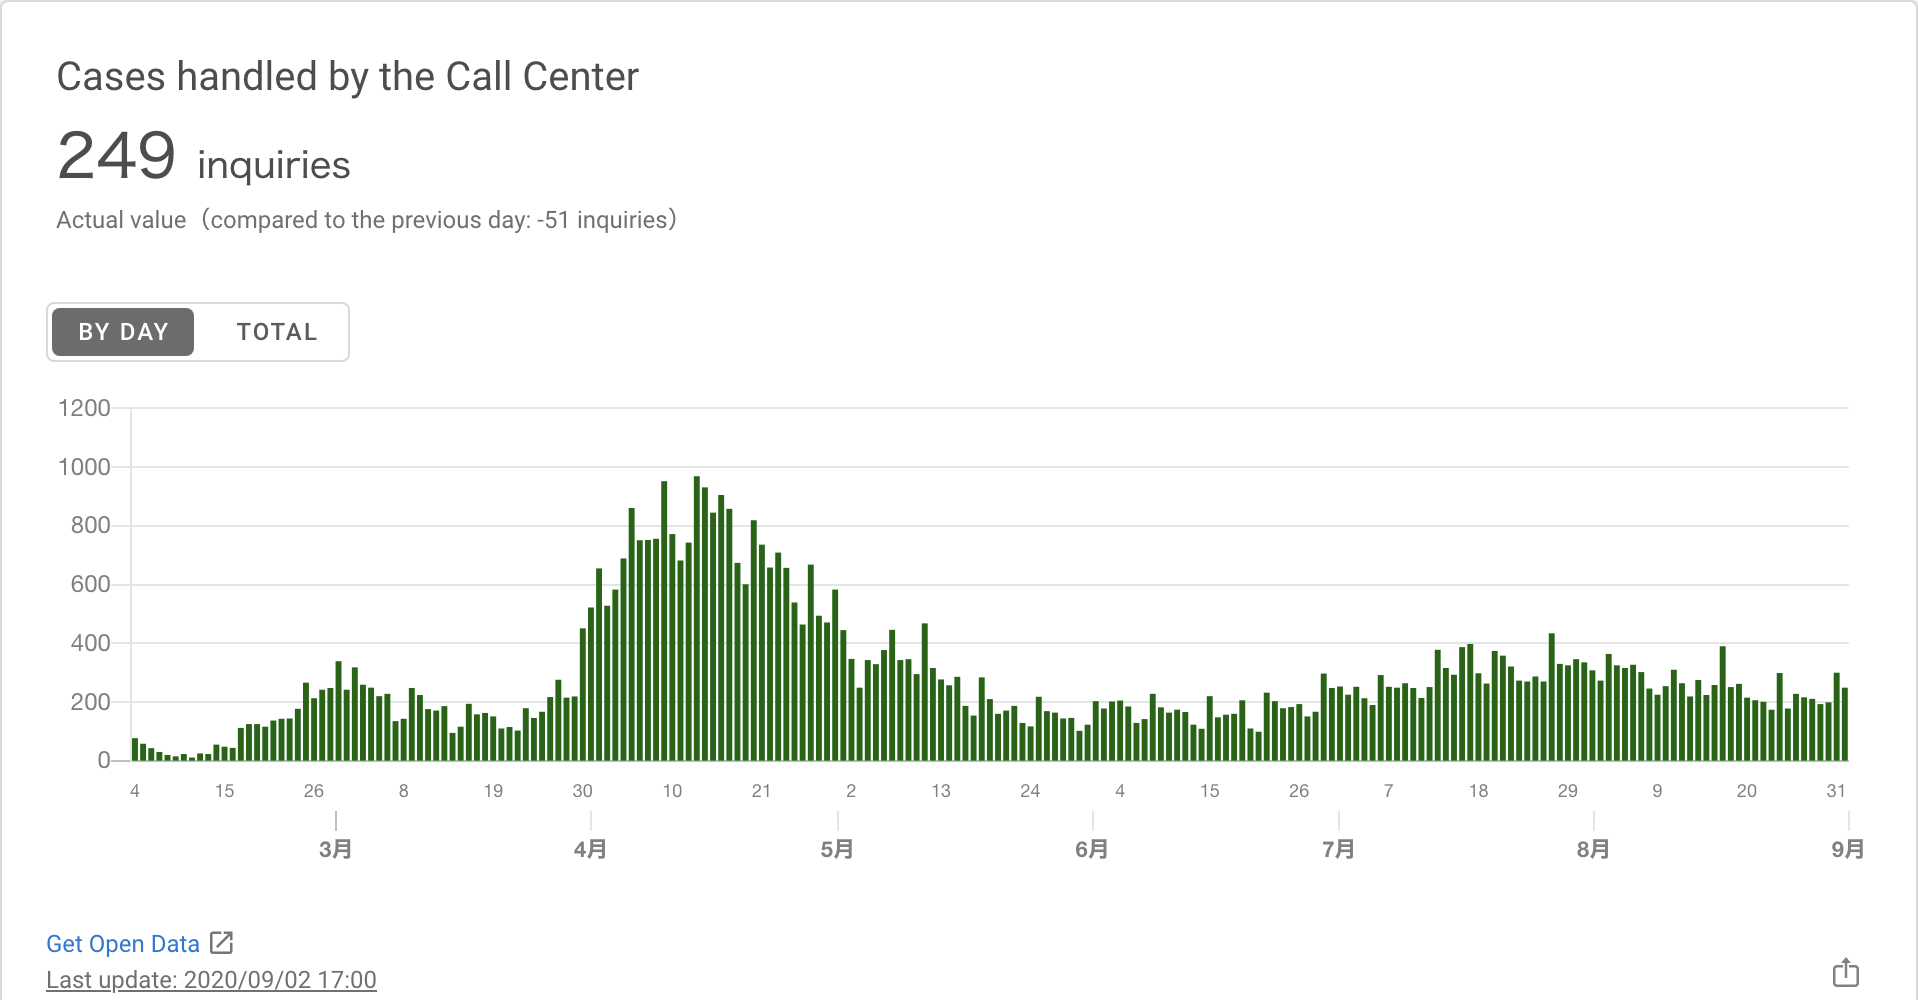 Cases handled by the Call Center
249 inquiries
Actual value（compared to the previous day: -51 inquiries）
BY DAY TOTAL
1200
1000
800
600
400
200
0
4 15 26 8 19 30 10 21 2 13 24 4 15 26 7 18 29 9 20 31
3月 4月 5月 6月 7月 8月 9月
Get Open Data
Last update: 2020/09/02 17:00